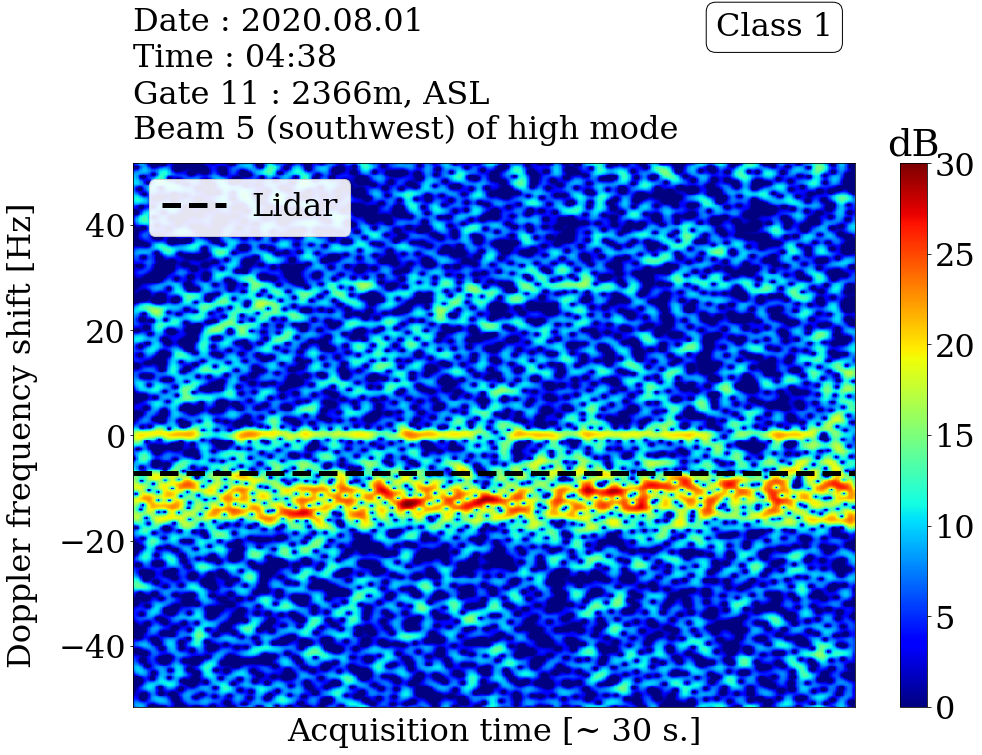 Date : 2020.08.01
Time : 04:38
Gate 11 : 2366m, ASL
Beam 5 (southwest) of high mode
Class 1
dB
Lidar
Doppler frequency shift [Hz]
40
20
0
−20
−40
Acquisition time [~ 30 s.]
30
25
20
15
10
5
0